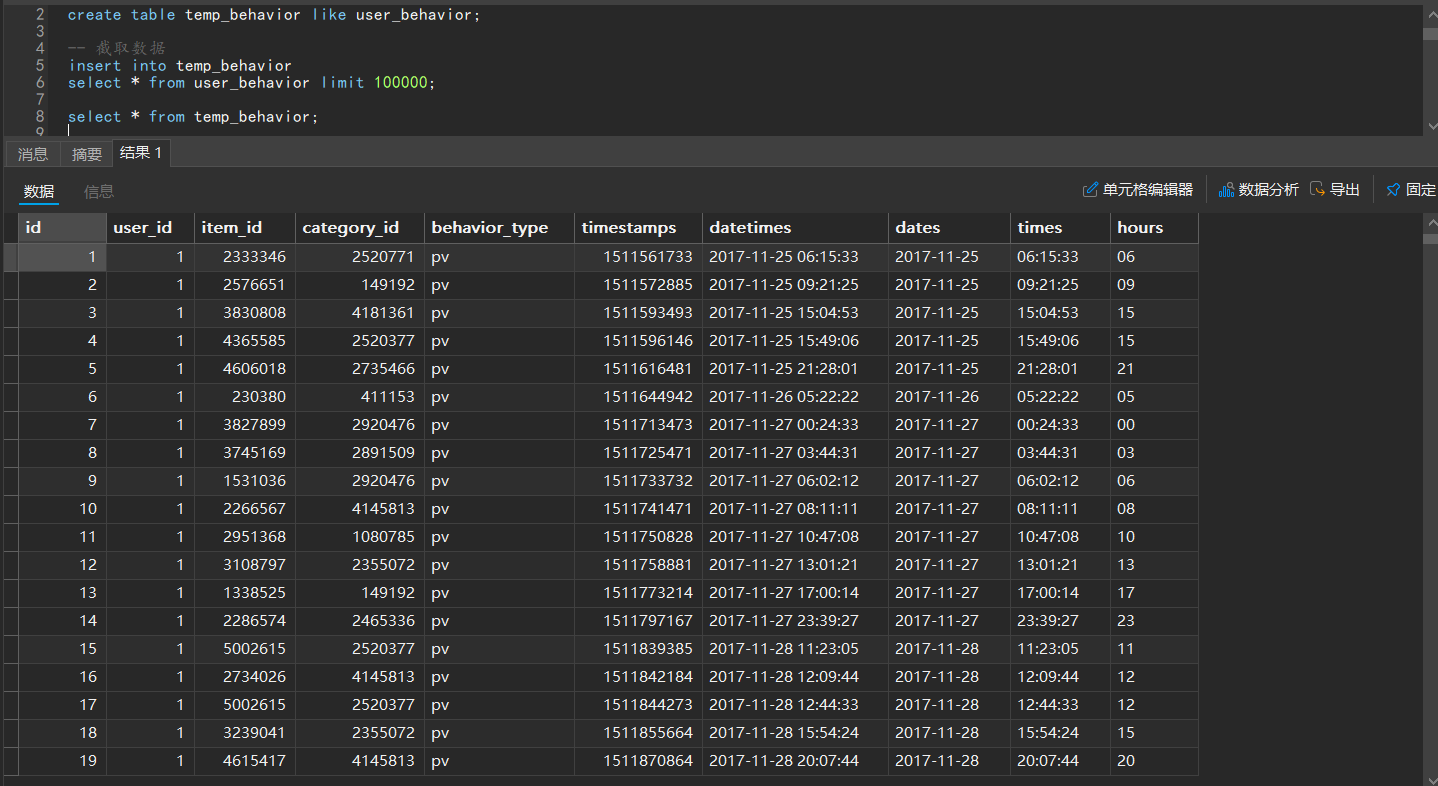 2 create table temp_behavior like user_behavior;
3
4 -- 截取数据
5 insert into temp_behavior
6 select * from user_behavior limit 100000;
7
8 select * from temp_behavior;
9
消息 摘要 结果 1
数据 信息 单元格编辑器 数据分析 导出 固定
id user_id item_id category_id behavior_type timestamps datetimes dates times hours
1 1 2333346 2520771 pv 1511561733 2017-11-25 06:15:33 2017-11-25 06:15:33 06
2 1 2576651 149192 pv 1511572885 2017-11-25 09:21:25 2017-11-25 09:21:25 09
3 1 3830808 4181361 pv 1511593493 2017-11-25 15:04:53 2017-11-25 15:04:53 15
4 1 4365585 2520377 pv 1511596146 2017-11-25 15:49:06 2017-11-25 15:49:06 15
5 1 4606018 2735466 pv 1511616481 2017-11-25 21:28:01 2017-11-25 21:28:01 21
6 1 230380 411153 pv 1511644942 2017-11-26 05:22:22 2017-11-26 05:22:22 05
7 1 3827899 2920476 pv 1511713473 2017-11-27 00:24:33 2017-11-27 00:24:33 00
8 1 3745169 2891509 pv 1511725471 2017-11-27 03:44:31 2017-11-27 03:44:31 03
9 1 1531036 2920476 pv 1511733732 2017-11-27 06:02:12 2017-11-27 06:02:12 06
10 1 2266567 4145813 pv 1511741471 2017-11-27 08:11:11 2017-11-27 08:11:11 08
11 1 2951368 1080785 pv 1511750828 2017-11-27 10:47:08 2017-11-27 10:47:08 10
12 1 3108797 2355072 pv 1511758881 2017-11-27 13:01:21 2017-11-27 13:01:21 13
13 1 1338525 149192 pv 1511773214 2017-11-27 17:00:14 2017-11-27 17:00:14 17
14 1 2286574 2465336 pv 1511797167 2017-11-27 23:39:27 2017-11-27 23:39:27 23
15 1 5002615 2520377 pv 1511839385 2017-11-28 11:23:05 2017-11-28 11:23:05 11
16 1 2734026 4145813 pv 1511842184 2017-11-28 12:09:44 2017-11-28 12:09:44 12
17 1 5002615 2520377 pv 1511844273 2017-11-28 12:44:33 2017-11-28 12:44:33 12
18 1 3239041 2355072 pv 1511855664 2017-11-28 15:54:24 2017-11-28 15:54:24 15
19 1 4615417 4145813 pv 1511870864 2017-11-28 20:07:44 2017-11-28 20:07:44 20